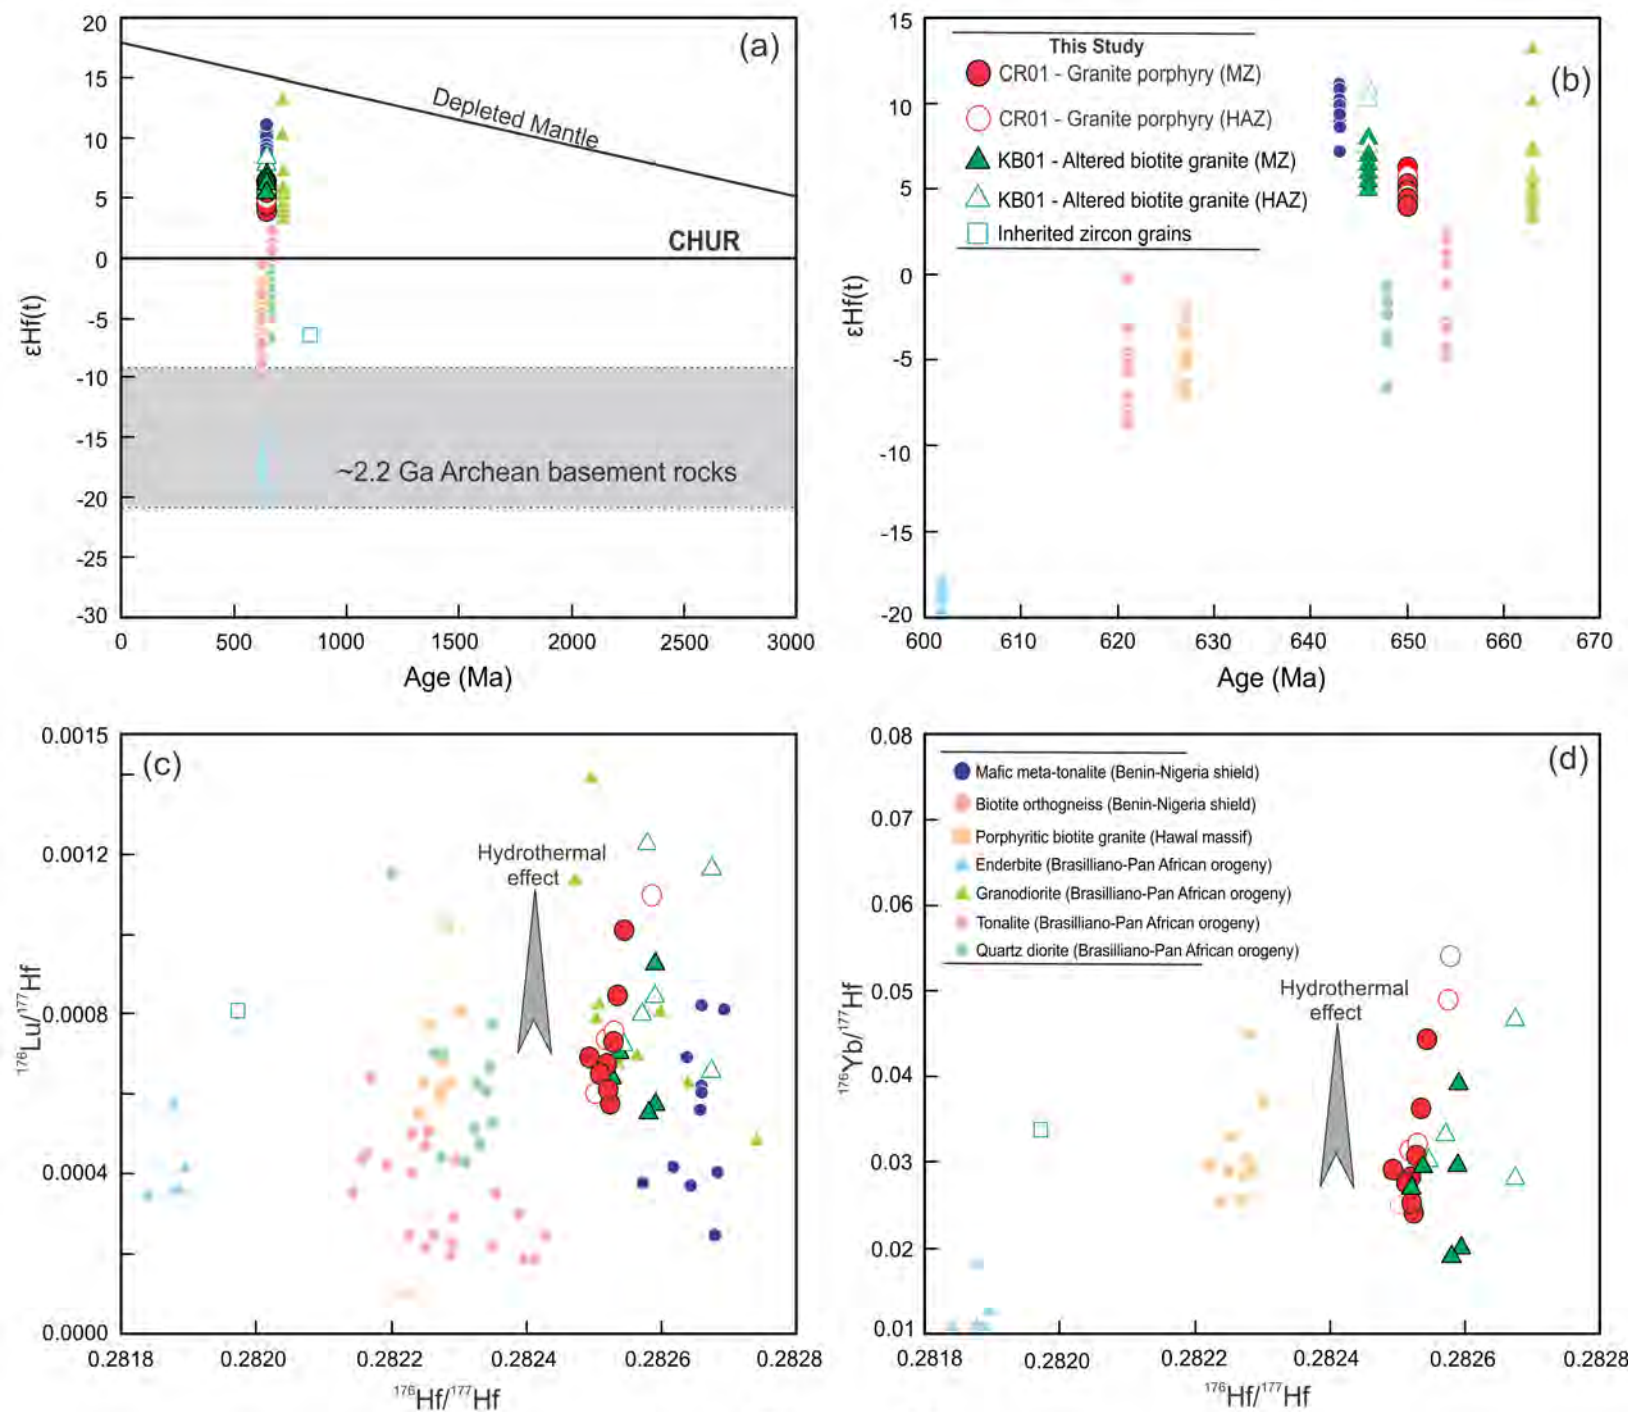 (a)
20
15
10
5
0
-5
-10
-15
-20
-25
-30
εHf(t)
Depleted Mantle
CHUR
~2.2 Ga Archean basement rocks
0 500 1000 1500 2000 2500 3000
Age (Ma)
(b)
15
10
5
0
-5
-10
-15
-20
εHf(t)
This Study
CR01 - Granite porphyry (MZ)
CR01 - Granite porphyry (HAZ)
KB01 - Altered biotite granite (MZ)
KB01 - Altered biotite granite (HAZ)
Inherited zircon grains
600 610 620 630 640 650 660 670
Age (Ma)
(c)
0.0015
0.0012
0.0008
0.0004
0.0000
¹⁷⁶Lu/¹⁷⁷Hf
Hydrothermal
effect
0.2818 0.2820 0.2822 0.2824 0.2826 0.2828
¹⁷⁶Hf/¹⁷⁷Hf
(d)
0.08
0.07
0.06
0.05
0.04
0.03
0.02
0.01
¹⁷⁶Yb/¹⁷⁷Hf
Mafic meta-tonalite (Benin-Nigeria shield)
Biotite orthogneiss (Benin-Nigeria shield)
Porphyritic biotite granite (Hawal massif)
Enderbite (Brasilliano-Pan African orogeny)
Granodiorite (Brasilliano-Pan African orogeny)
Tonalite (Brasilliano-Pan African orogeny)
Quartz diorite (Brasilliano-Pan African orogeny)
Hydrothermal
effect
0.2818 0.2820 0.2822 0.2824 0.2826 0.2828
¹⁷⁶Hf/¹⁷⁷Hf